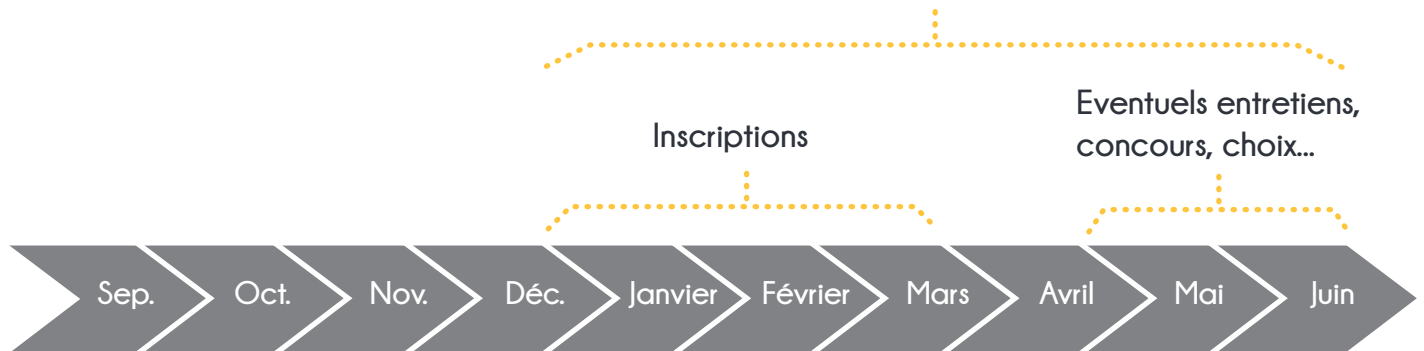 Eventuels entretiens,
concours, choix...
Inscriptions
Sep. Oct. Nov. Déc. Janvier Février Mars Avril Mai Juin